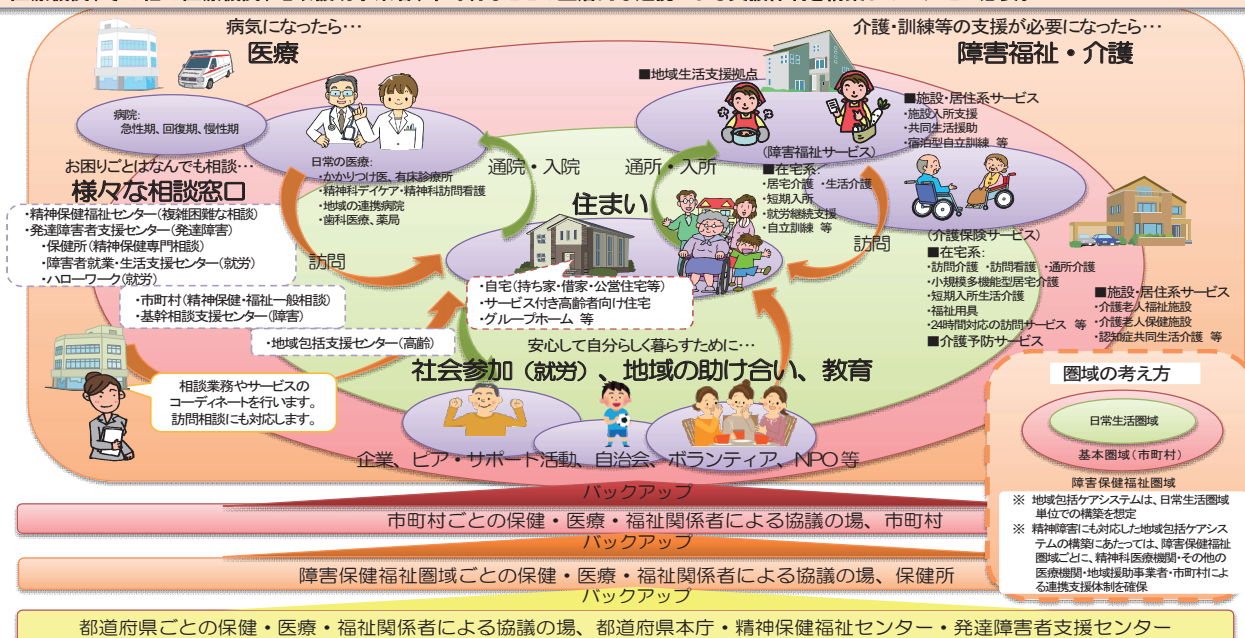 病気になったら…
医療
介護・訓練等の支援が必要になったら…
障害福祉・介護
病院:
急性期、回復期、慢性期
日常の医療:
・かかりつけ医、有床診療所
・精神科デイケア・精神科訪問看護
・地域の連携病院
・歯科医療、薬局
通院・入院
通所・入所
訪問
訪問
■地域生活支援拠点
■施設・居住系サービス
・施設入所支援
・共同生活援助
・宿泊型自立訓練 等
(障害福祉サービス)
■在宅系:
・居宅介護 ・生活介護
・短期入所
・就労継続支援
・自立訓練 等
(介護保険サービス)
■在宅系:
・訪問介護 ・訪問看護 ・通所介護
・小規模多機能型居宅介護
・短期入所生活介護
・福祉用具
・24時間対応の訪問サービス 等
■介護予防サービス
■施設・居住系サービス
・介護老人福祉施設
・介護老人保健施設
・認知症共同生活介護 等
お困りごとはなんでも相談…
様々な相談窓口
・精神保健福祉センター(複雑困難な相談)
・発達障害者支援センター(発達障害)
・保健所(精神保健専門相談)
・障害者就業・生活支援センター(就労)
・ハローワーク(就労)
・市町村(精神保健・福祉一般相談)
・基幹相談支援センター(障害)
・地域包括支援センター(高齢)
相談業務やサービスの
コーディネートを行います。
訪問相談にも対応します。
住まい
・自宅(持ち家・借家・公営住宅等)
・サービス付き高齢者向け住宅
・グループホーム 等
安心して自分らしく暮らすために…
社会参加(就労)、地域の助け合い、教育
企業、ピア・サポート活動、自治会、ボランティア、NPO等
圏域の考え方
日常生活圏域
基本圏域(市町村)
障害保健福祉圏域
※ 地域包括ケアシステムは、日常生活圏域
単位での構築を想定
※ 精神障害にも対応した地域包括ケアシス
テムの構築にあたっては、障害保健福祉
圏域ごとに、精神科医療機関・その他の
医療機関・地域援助事業者・市町村によ
る連携支援体制を確保
バックアップ
市町村ごとの保健・医療・福祉関係者による協議の場、市町村
バックアップ
障害保健福祉圏域ごとの保健・医療・福祉関係者による協議の場、保健所
バックアップ
都道府県ごとの保健・医療・福祉関係者による協議の場、都道府県本庁・精神保健福祉センター・発達障害者支援センター